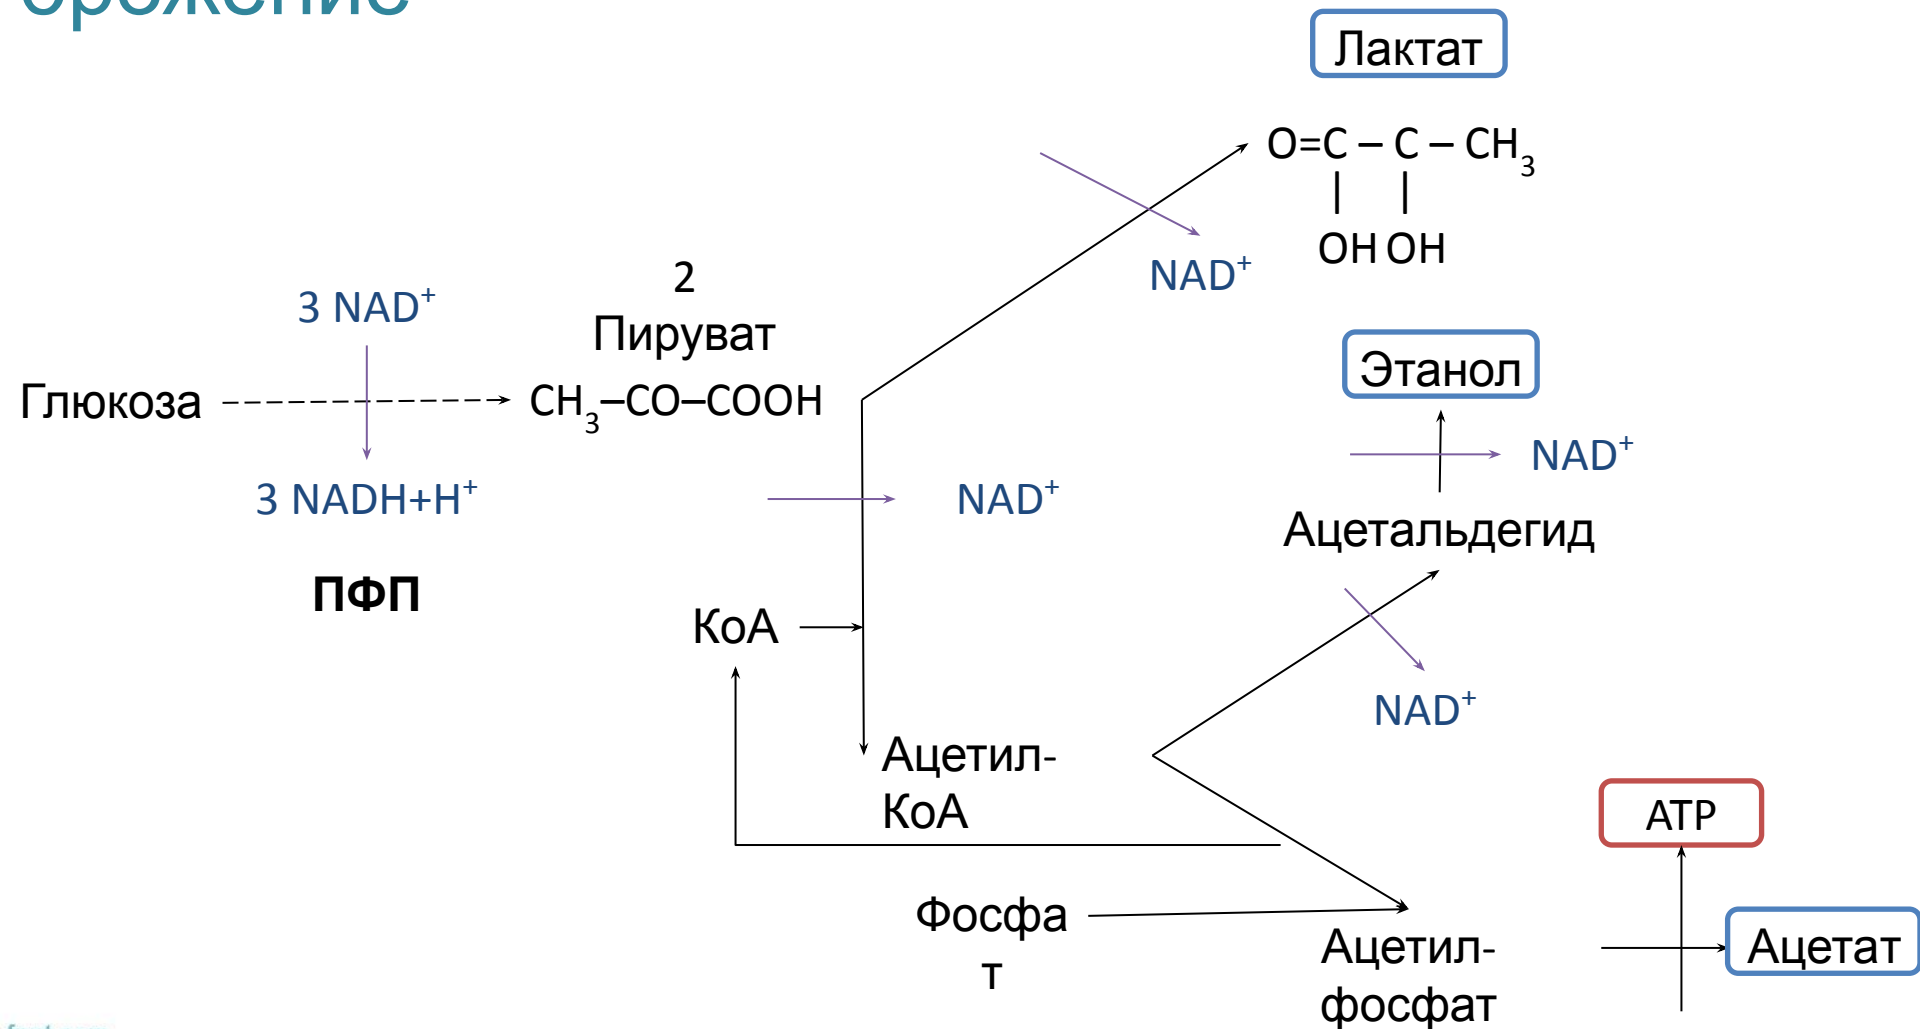 брожение
Лактат
O=C – C – CH₃
| |
OH OH
NAD⁺
3 NAD⁺
2
Пируват
Глюкоза
CH₃–CO–COOH
3 NADH+H⁺
ПФП
NAD⁺
Этанол
NAD⁺
Ацетальдегид
КоА
NAD⁺
Ацетил-
КоА
ATP
Фосфа
т
Ацетил-
фосфат
Ацетат